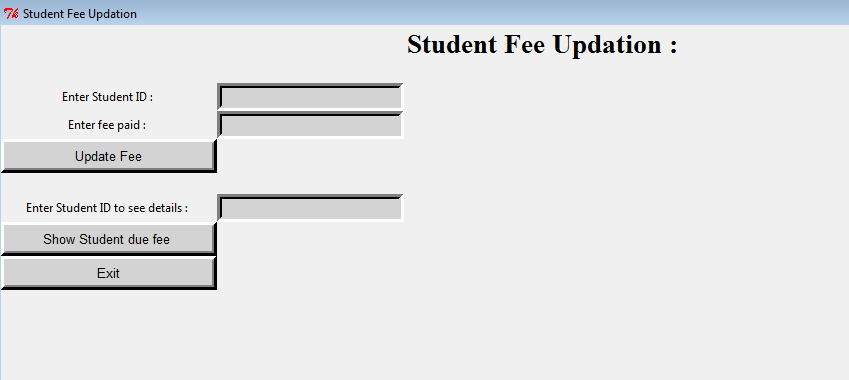 Student Fee Updation
Student Fee Updation :
Enter Student ID :
Enter fee paid :
Update Fee
Enter Student ID to see details :
Show Student due fee
Exit